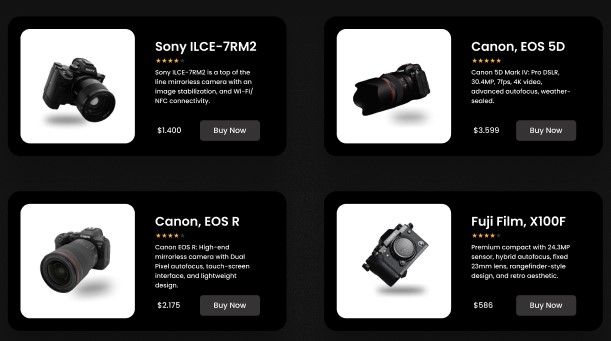 Sony ILCE-7RM2
Sony ILCE-7RM2 is a top of the
line mirrorless camera with an
image stabilization, and Wi-Fi/
NFC connectivity.
$1.400
Buy Now
Canon, EOS 5D
Canon 5D Mark IV: Pro DSLR,
30.4MP, 7fps, 4K video,
advanced autofocus, weather-
sealed.
$3.599
Buy Now
Canon, EOS R
Canon EOS R: High-end
mirrorless camera with Dual
Pixel autofocus, touch-screen
interface, and lightweight
design.
$2.175
Buy Now
Fuji Film, X100F
Premium compact with 24.3MP
sensor, hybrid autofocus, fixed
23mm lens, rangefinder-style
design, and retro aesthetic.
$586
Buy Now